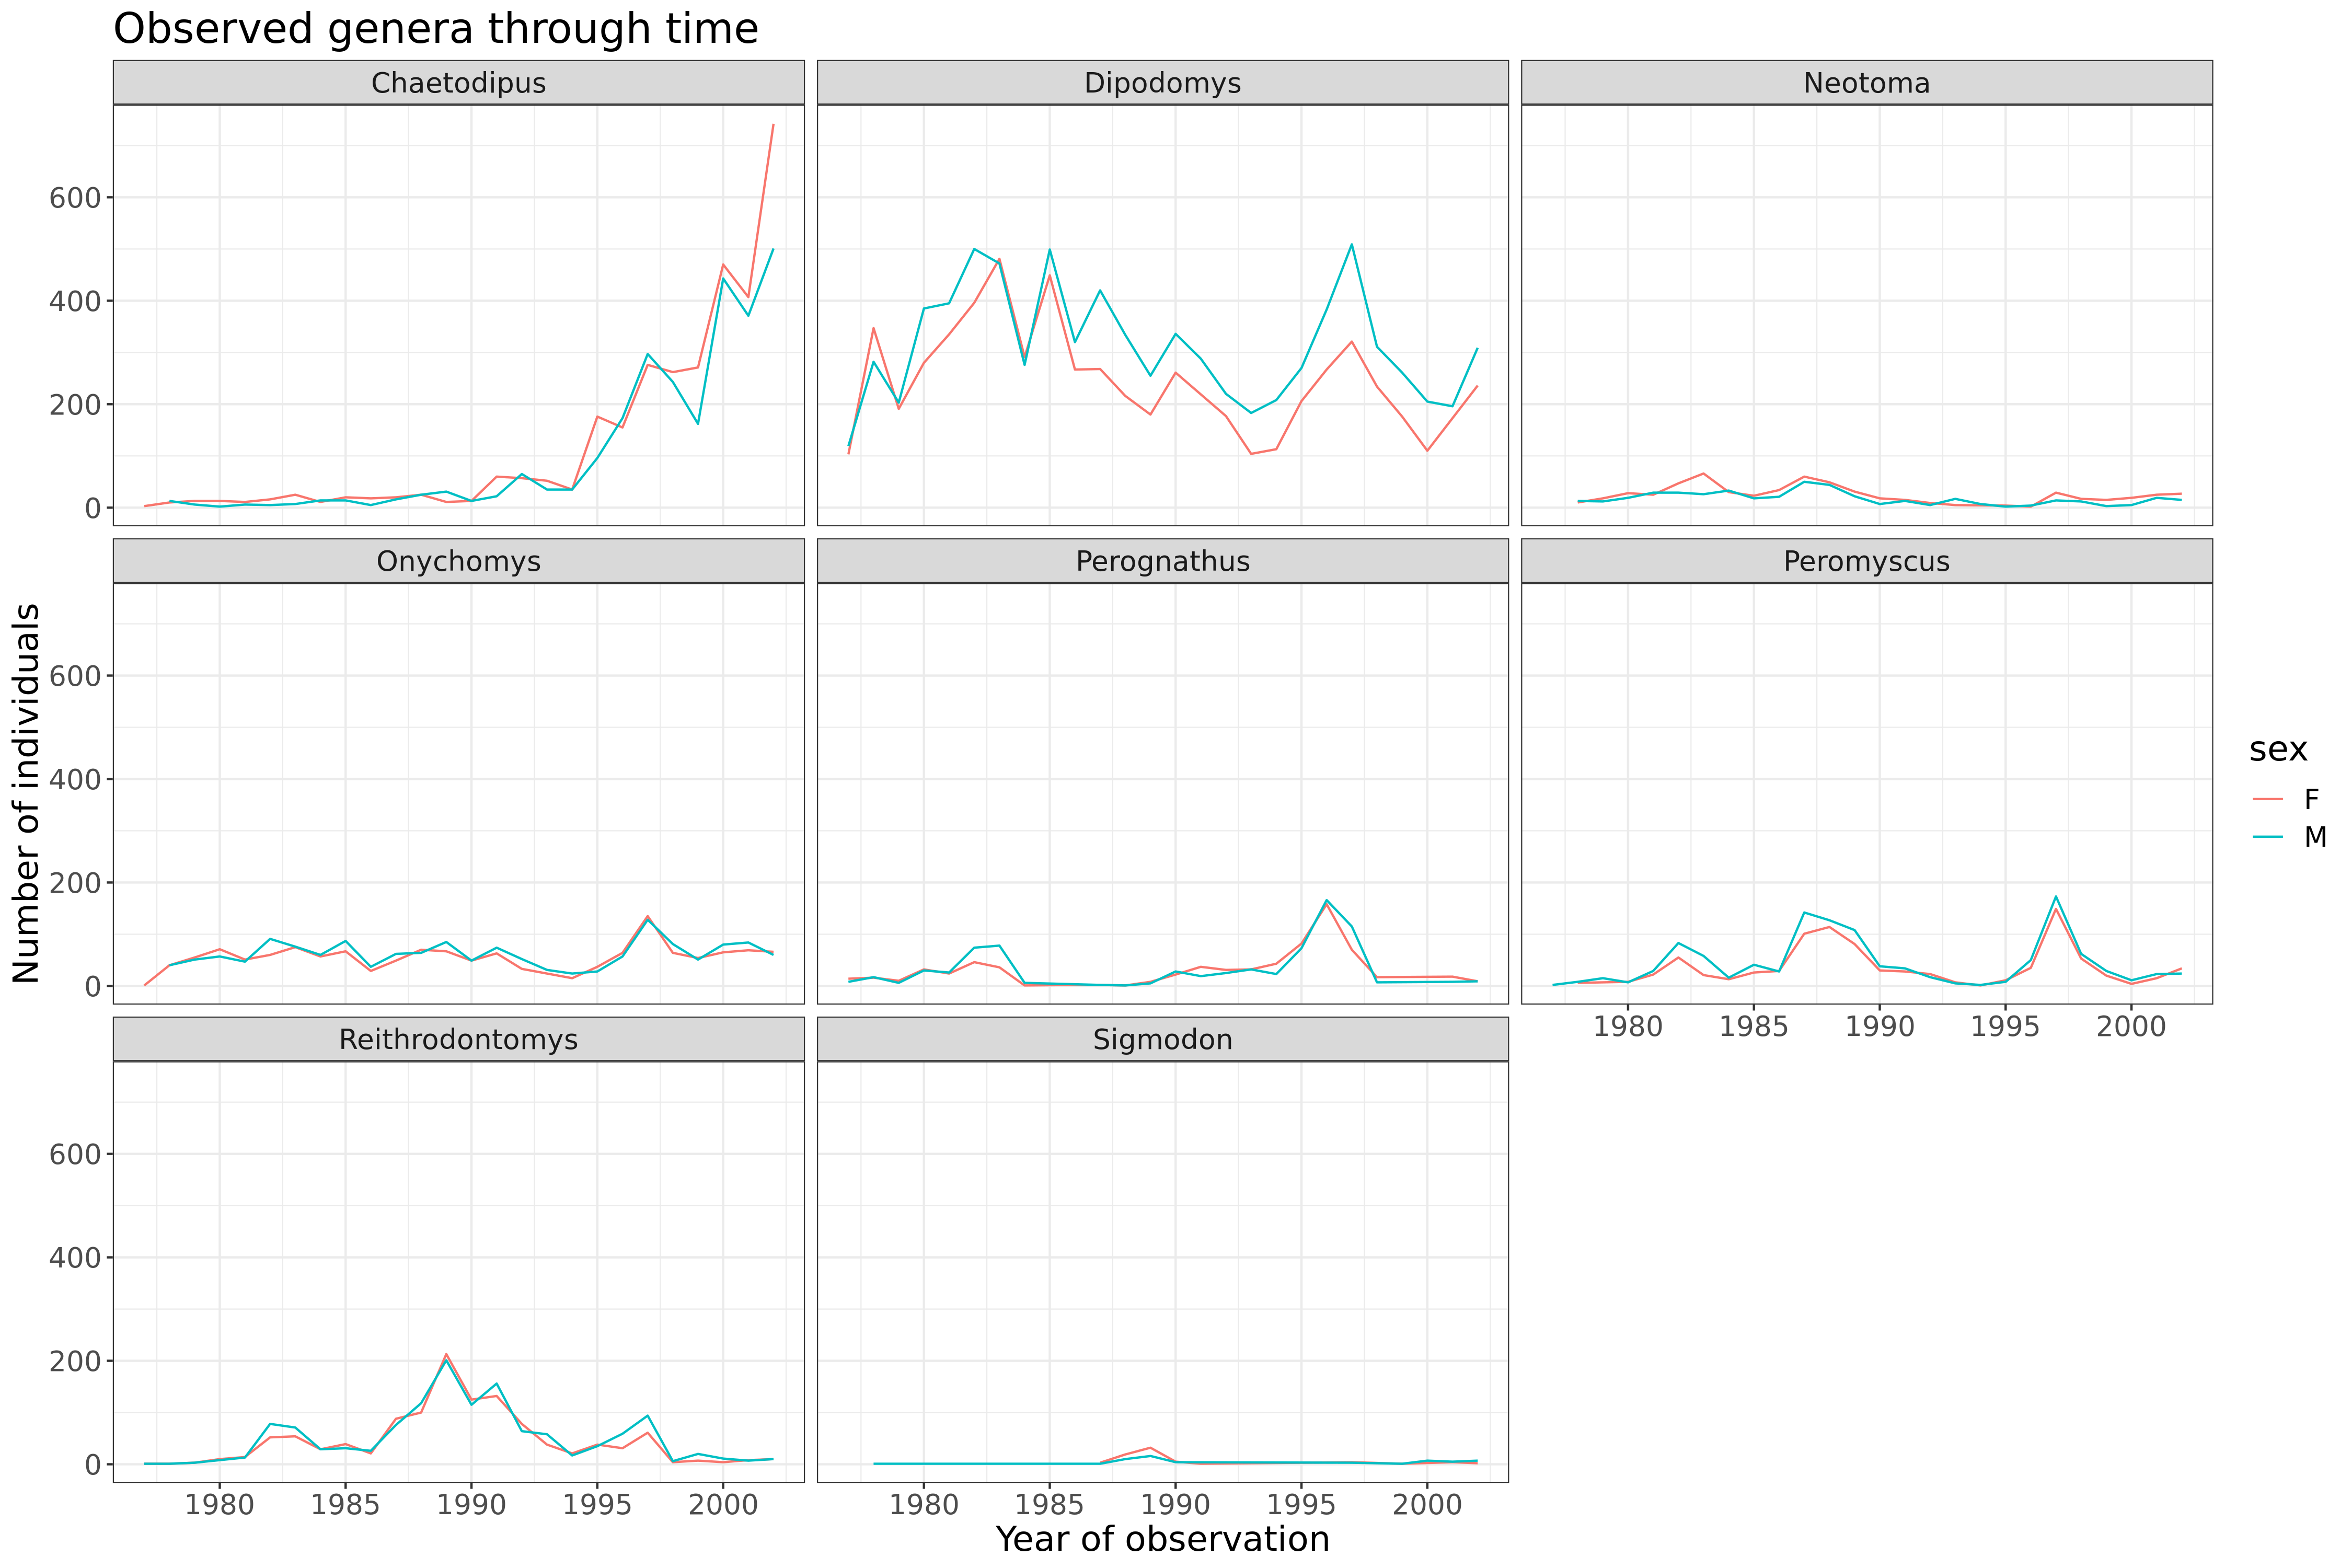 Observed genera through time
Chaetodipus
Dipodomys
Neotoma
600
400
200
0
Onychomys
Perognathus
Peromyscus
Number of individuals
600
400
200
0
1980 1985 1990 1995 2000
sex
F
M
Reithrodontomys
Sigmodon
600
400
200
0
1980 1985 1990 1995 2000
1980 1985 1990 1995 2000
Year of observation